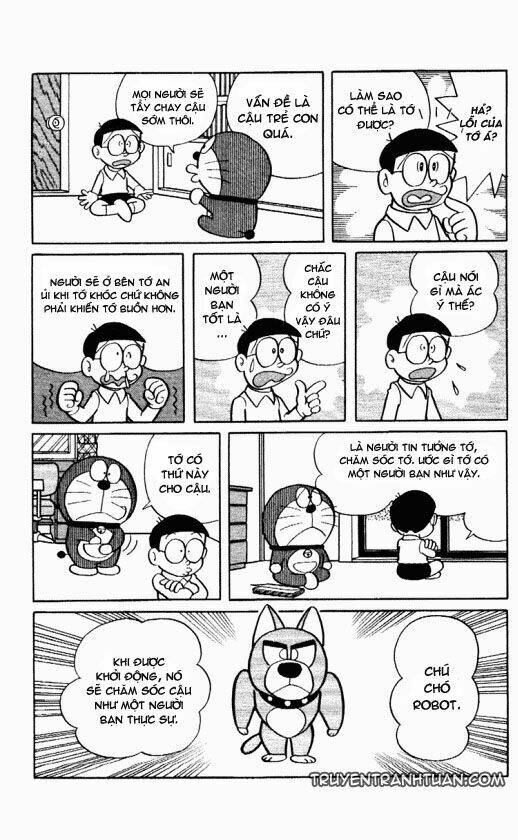 HẢ?
LỖI CỦA
TỚ Á?
LÀM SAO
CÓ THỂ LÀ TỚ
ĐƯỢC?
VẤN ĐỀ LÀ
CẬU TRẺ CON
QUÁ.
MỌI NGƯỜI SẼ
TẨY CHAY CẬU
SỚM THÔI.
CẬU NÓI
GÌ MÀ ÁC
Ý THẾ?
CHẮC
CẬU
KHÔNG
CÓ Ý
VẬY ĐÂU
CHỨ?
MỘT
NGƯỜI
BẠN
TỐT LÀ
...
NGƯỜI SẼ Ở BÊN TỚ AN
ỦI KHI TỚ KHÓC CHỨ KHÔNG
PHẢI KHIẾN TỚ BUỒN HƠN.
LÀ NGƯỜI TIN TƯỞNG TỚ,
CHĂM SÓC TỚ. ƯỚC GÌ TỚ CÓ
MỘT NGƯỜI BẠN NHƯ VẬY.
TỚ CÓ
THỨ NÀY
CHO CẬU.
CHÚ
CHÓ
ROBOT.
KHI ĐƯỢC
KHỞI ĐỘNG, NÓ
SẼ CHĂM SÓC CẬU
NHƯ MỘT NGƯỜI
BẠN THỰC SỰ.
TRUYENTRANHTUAN.COM